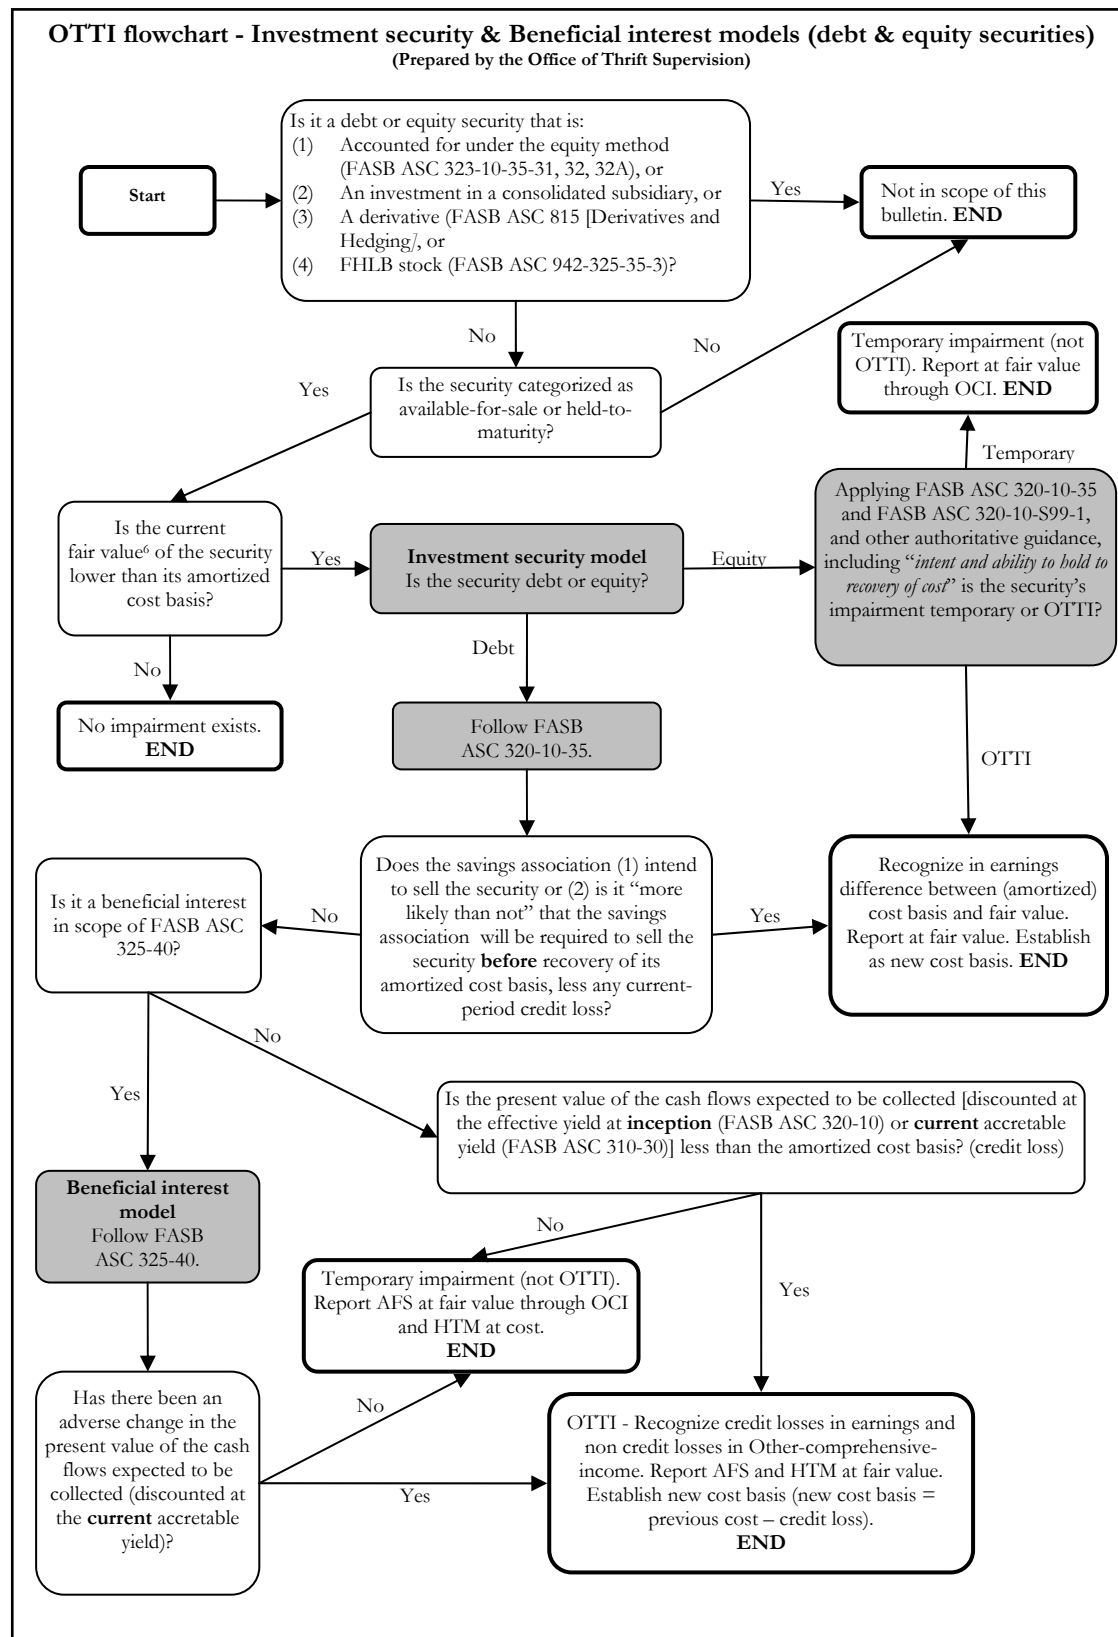 OTTI flowchart - Investment security & Beneficial interest models (debt & equity securities)
(Prepared by the Office of Thrift Supervision)
Start
Is it a debt or equity security that is:
(1) Accounted for under the equity method
(FASB ASC 323-10-35-31, 32, 32A), or
(2) An investment in a consolidated subsidiary, or
(3) A derivative (FASB ASC 815 [Derivatives and
Hedging], or
(4) FHLB stock (FASB ASC 942-325-35-3)?
Yes
Not in scope of this
bulletin. END
No
No
Yes
Is the security categorized as
available-for-sale or held-to-
maturity?
Temporary impairment (not
OTTI). Report at fair value
through OCI. END
Temporary
Is the current
fair value⁶ of the security
lower than its amortized
cost basis?
Yes
Investment security model
Is the security debt or equity?
Equity
Applying FASB ASC 320-10-35
and FASB ASC 320-10-S99-1,
and other authoritative guidance,
including “intent and ability to hold to
recovery of cost” is the security’s
impairment temporary or OTTI?
No
Debt
No impairment exists.
END
Follow FASB
ASC 320-10-35.
OTTI
Is it a beneficial interest
in scope of FASB ASC
325-40?
No
Does the savings association (1) intend
to sell the security or (2) is it “more
likely than not” that the savings
association will be required to sell the
security before recovery of its
amortized cost basis, less any current-
period credit loss?
Yes
Recognize in earnings
difference between (amortized)
cost basis and fair value.
Report at fair value. Establish
as new cost basis. END
No
Yes
Is the present value of the cash flows expected to be collected [discounted at
the effective yield at inception (FASB ASC 320-10) or current accretable
yield (FASB ASC 310-30)] less than the amortized cost basis? (credit loss)
Beneficial interest
model
Follow FASB
ASC 325-40.
No
Yes
Temporary impairment (not OTTI).
Report AFS at fair value through OCI
and HTM at cost.
END
Has there been an
adverse change in the
present value of the cash
flows expected to be
collected (discounted at
the current accretable
yield)?
No
Yes
OTTI - Recognize credit losses in earnings and
non credit losses in Other-comprehensive-
income. Report AFS and HTM at fair value.
Establish new cost basis (new cost basis =
previous cost – credit loss).
END